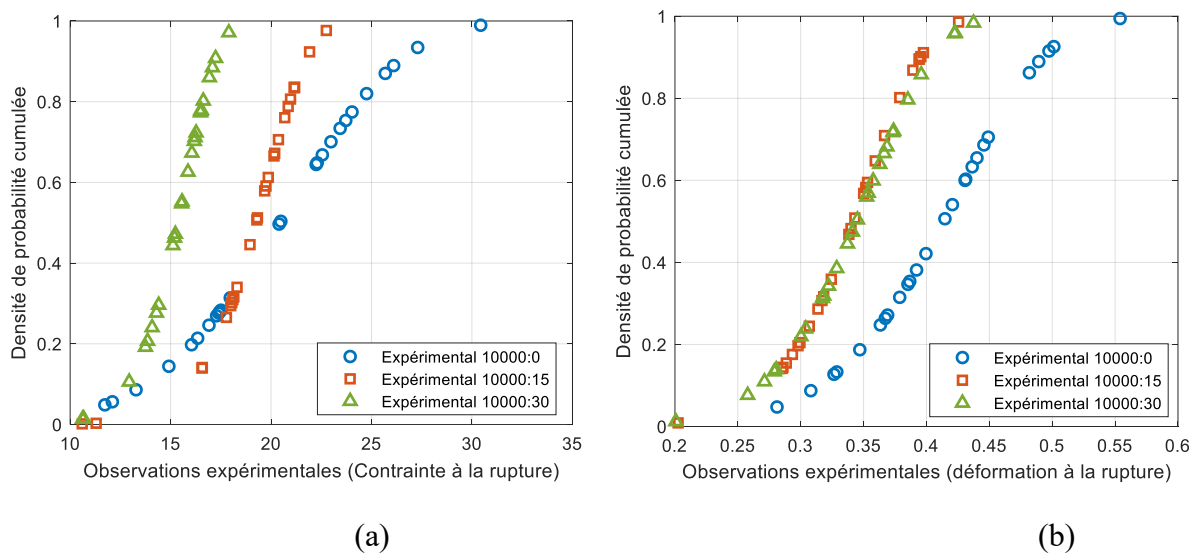 1
0.8
0.6
0.4
0.2
0
10 15 20 25 30 35
Densité de probabilité cumulée
Observations expérimentales (Contrainte à la rupture)
Expérimental 10000:0
Expérimental 10000:15
Expérimental 10000:30
(a)
1
0.8
0.6
0.4
0.2
0
0.2 0.25 0.3 0.35 0.4 0.45 0.5 0.55 0.6
Densité de probabilité cumulée
Observations expérimentales (déformation à la rupture)
Expérimental 10000:0
Expérimental 10000:15
Expérimental 10000:30
(b)